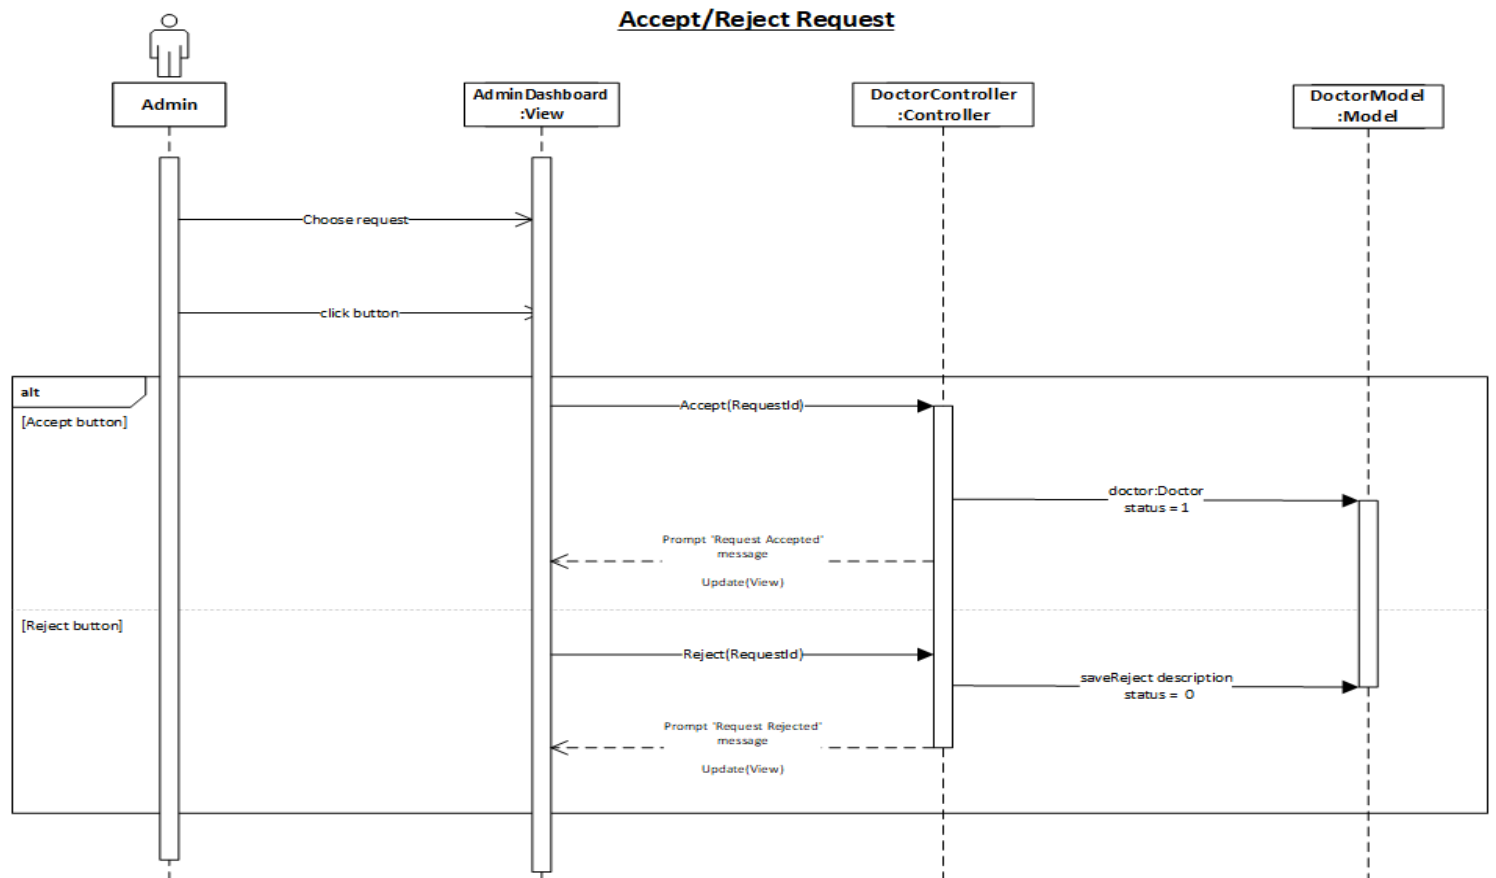 Accept/Reject Request
Admin
AdminDashboard
:View
DoctorController
:Controller
DoctorModel
:Model
Choose request
click button
alt
[Accept button]
Accept(RequestId)
doctor:Doctor
status = 1
Prompt "Request Accepted"
message
Update(View)
[Reject button]
Reject(RequestId)
saveReject description
status = 0
Prompt "Request Rejected"
message
Update(View)